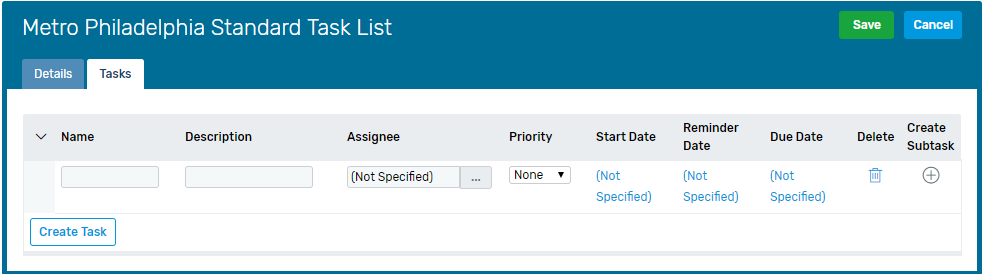 Metro Philadelphia Standard Task List
Save
Cancel
Details
Tasks
Name
Description
Assignee
Priority
Start Date
Reminder
Date
Due Date
Delete
Create
Subtask
(Not Specified)
...
None
(Not
Specified)
(Not
Specified)
(Not
Specified)
Create Task